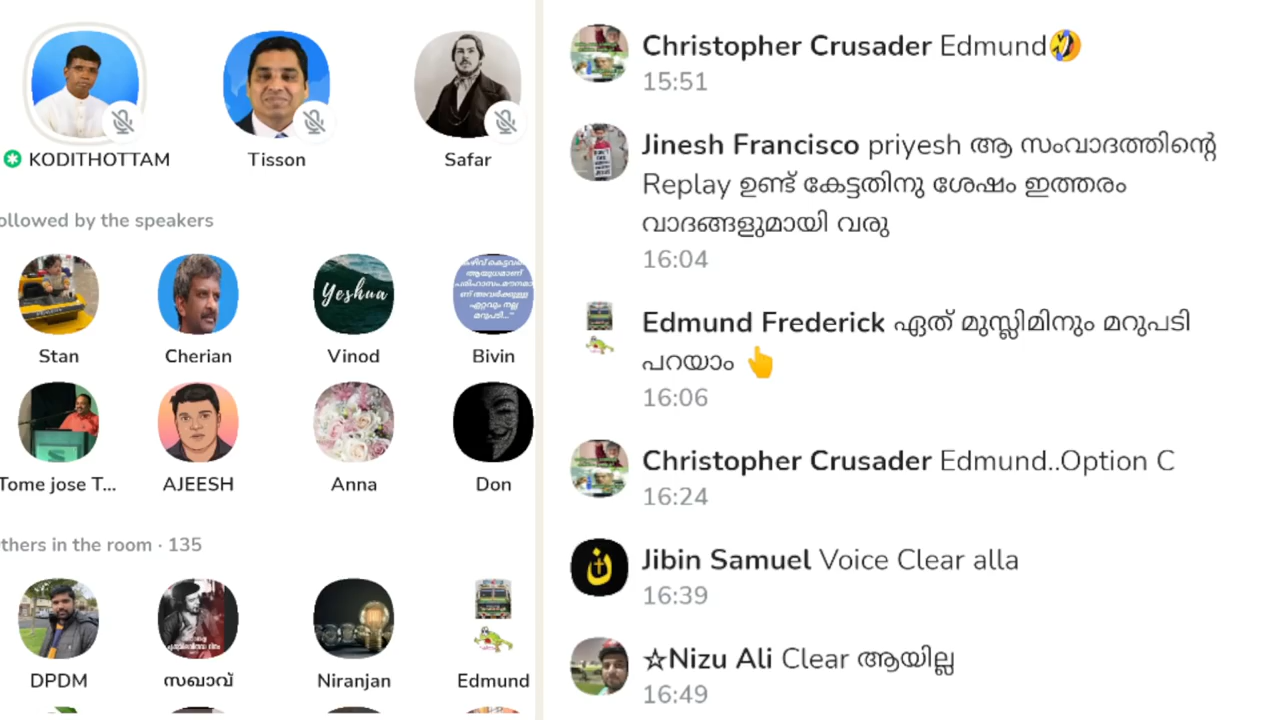 KODITHOTTAM
Tisson
Safar
ollowed by the speakers
Yeshua
ആയുധമാണ്
Stan
Cherian
Vinod
Bivin
Tome jose T...
AJEESH
Anna
Don
thers in the room · 135
DPDM
സഖാവ്
Niranjan
Edmund
Christopher Crusader Edmund🤣
15:51
Jinesh Francisco priyesh ആ സംവാദത്തിന്റെ
Replay ഉണ്ട് കേട്ടതിനു ശേഷം ഇത്തരം
വാദങ്ങളുമായി വരു
16:04
Edmund Frederick ഏത് മുസ്ലിമിനും മറുപടി
പറയാം 👆
16:06
Christopher Crusader Edmund..Option C
16:24
Jibin Samuel Voice Clear alla
16:39
☆Nizu Ali Clear ആയില്ല
16:49